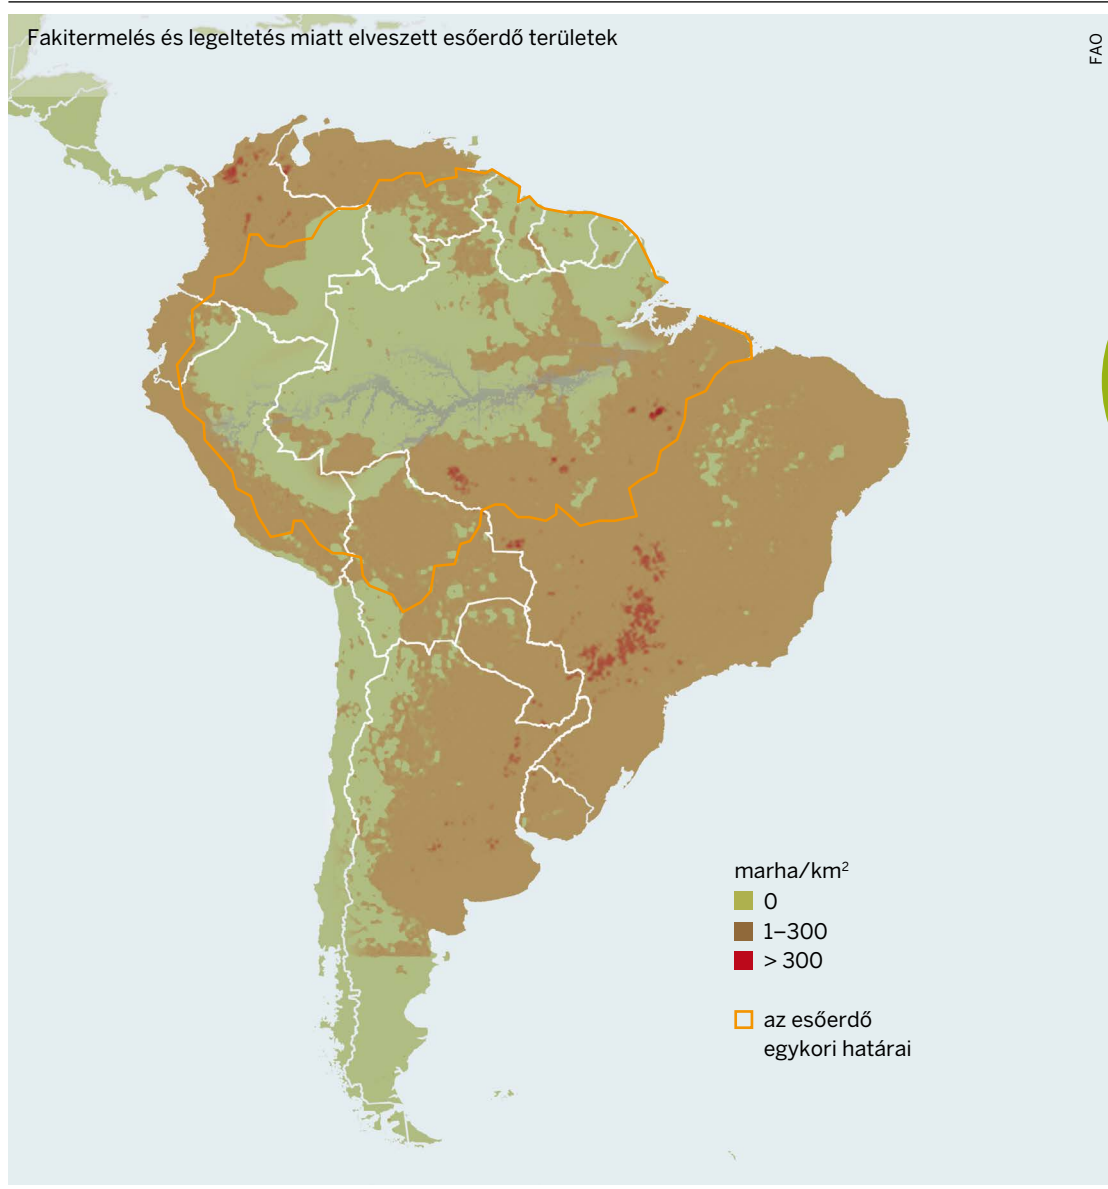 Fakitermelés és legeltetés miatt elveszett esőerdő területek
FAO
marha/km²
0
1–300
> 300
az esőerdő
egykori határai